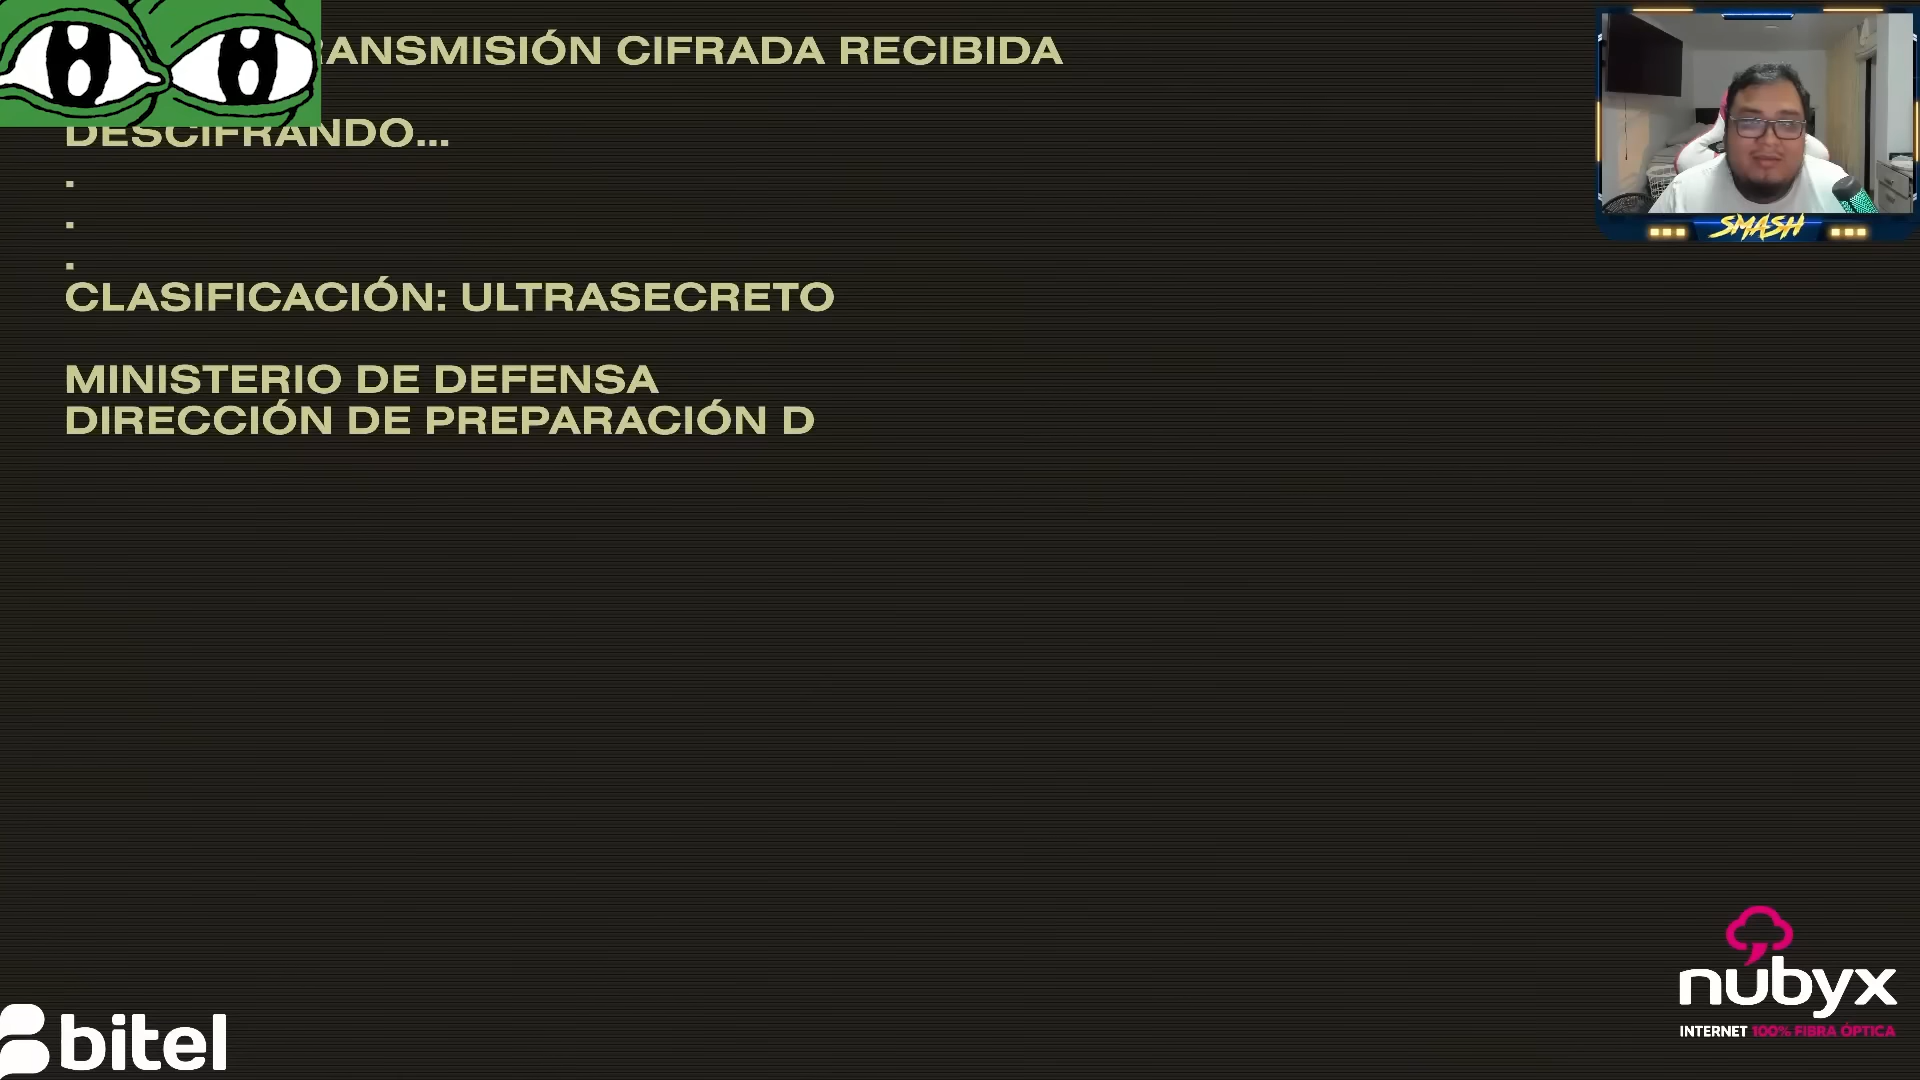 ANSMISIÓN CIFRADA RECIBIDA
DESCIFRANDO...
.
.
.
CLASIFICACIÓN: ULTRASECRETO
MINISTERIO DE DEFENSA
DIRECCIÓN DE PREPARACIÓN D
SMASH
nubyx
INTERNET 100% FIBRA ÓPTICA
bitel